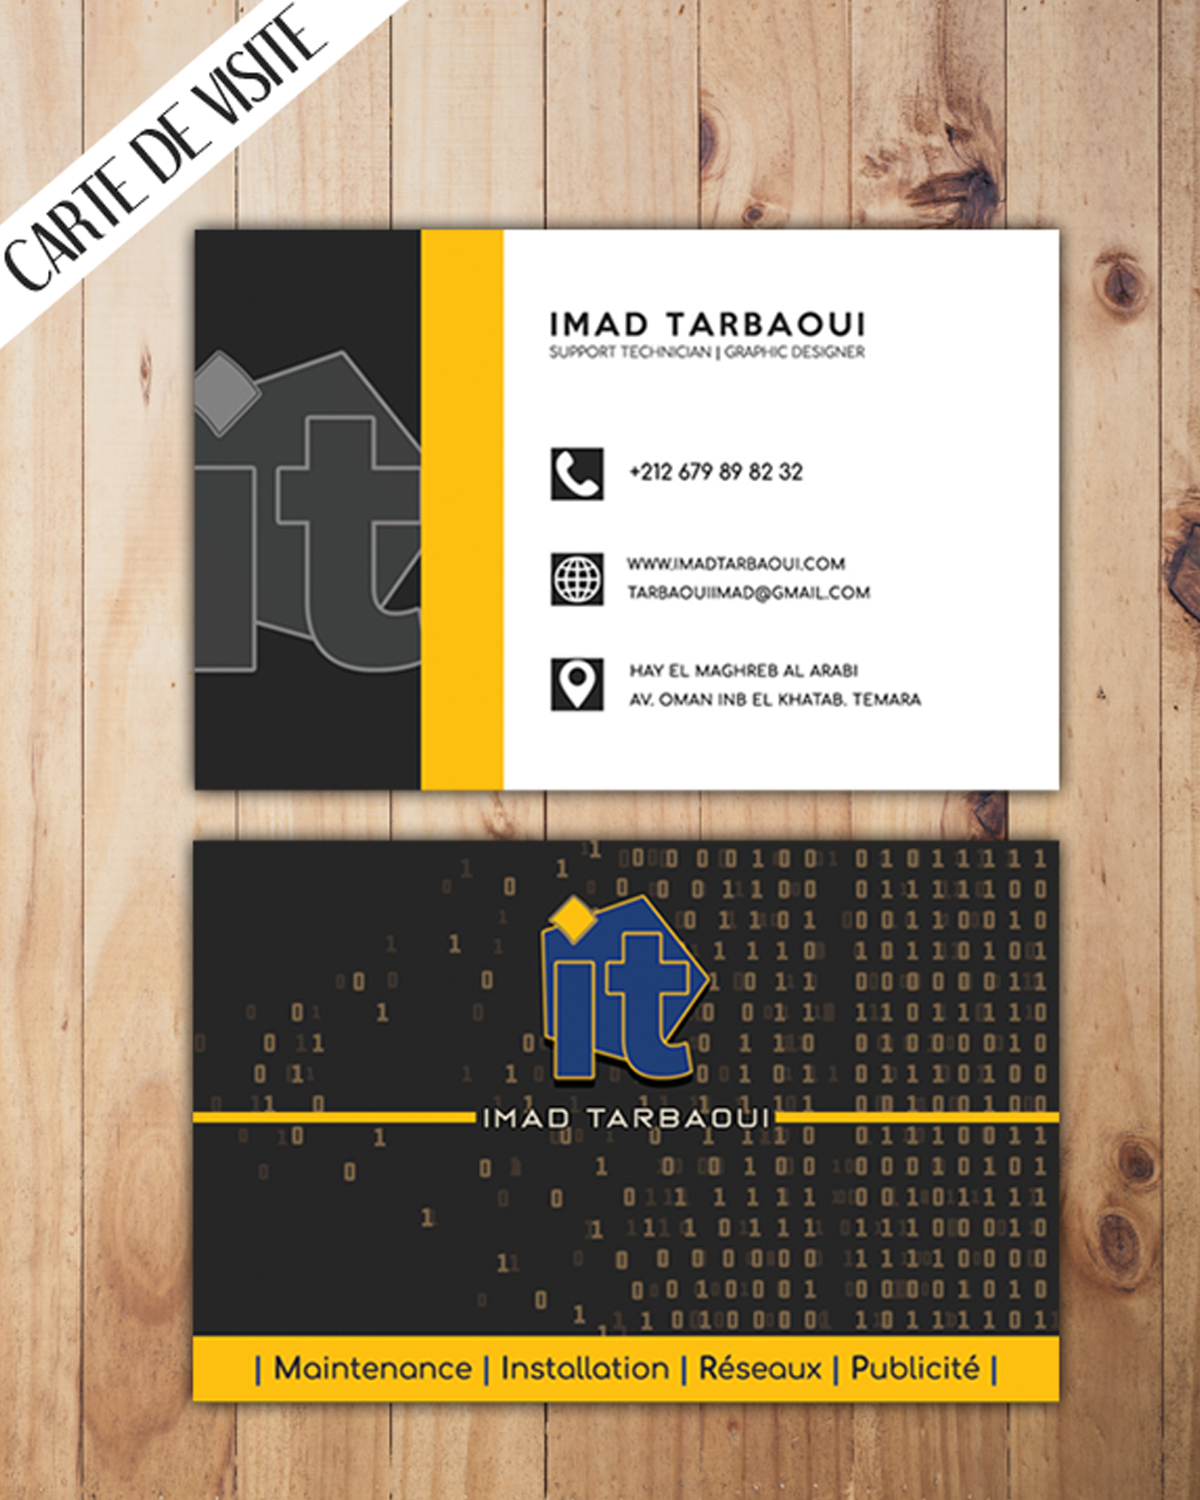 CARTE DE VISITE
it
IMAD TARBAOUI
SUPPORT TECHNICIAN | GRAPHIC DESIGNER
+212 679 89 82 32
WWW.IMADTARBAOUI.COM
TARBAOUIIMAD@GMAIL.COM
HAY EL MAGHREB AL ARABI
AV. OMAN INB EL KHATAB. TEMARA
it
IMAD TARBAOUI
| Maintenance | Installation | Réseaux | Publicité |